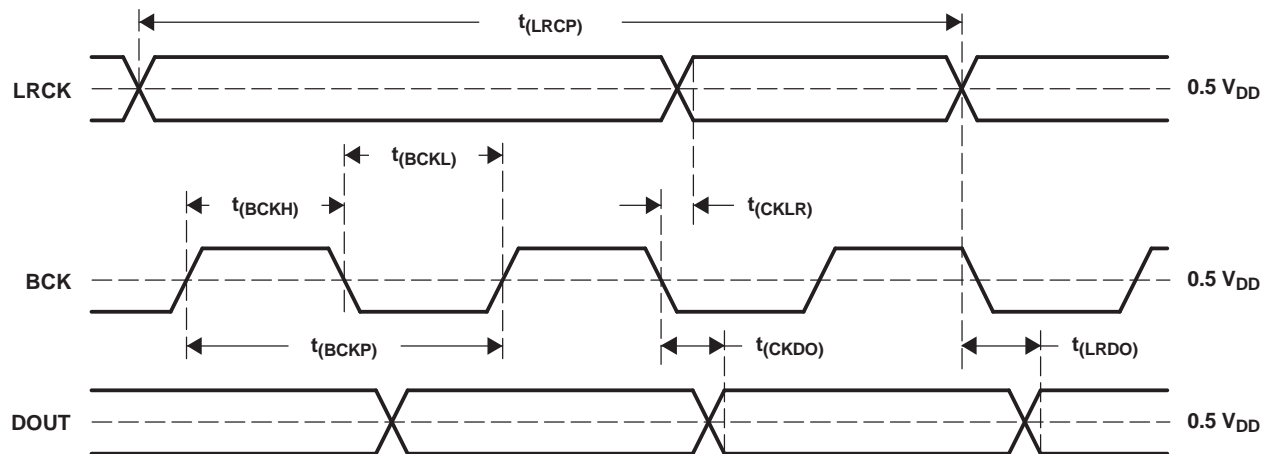 t(LRCP)
LRCK
0.5 VDD
t(BCKL)
t(BCKH)
t(CKLR)
BCK
0.5 VDD
t(BCKP)
t(CKDO)
t(LRDO)
DOUT
0.5 VDD